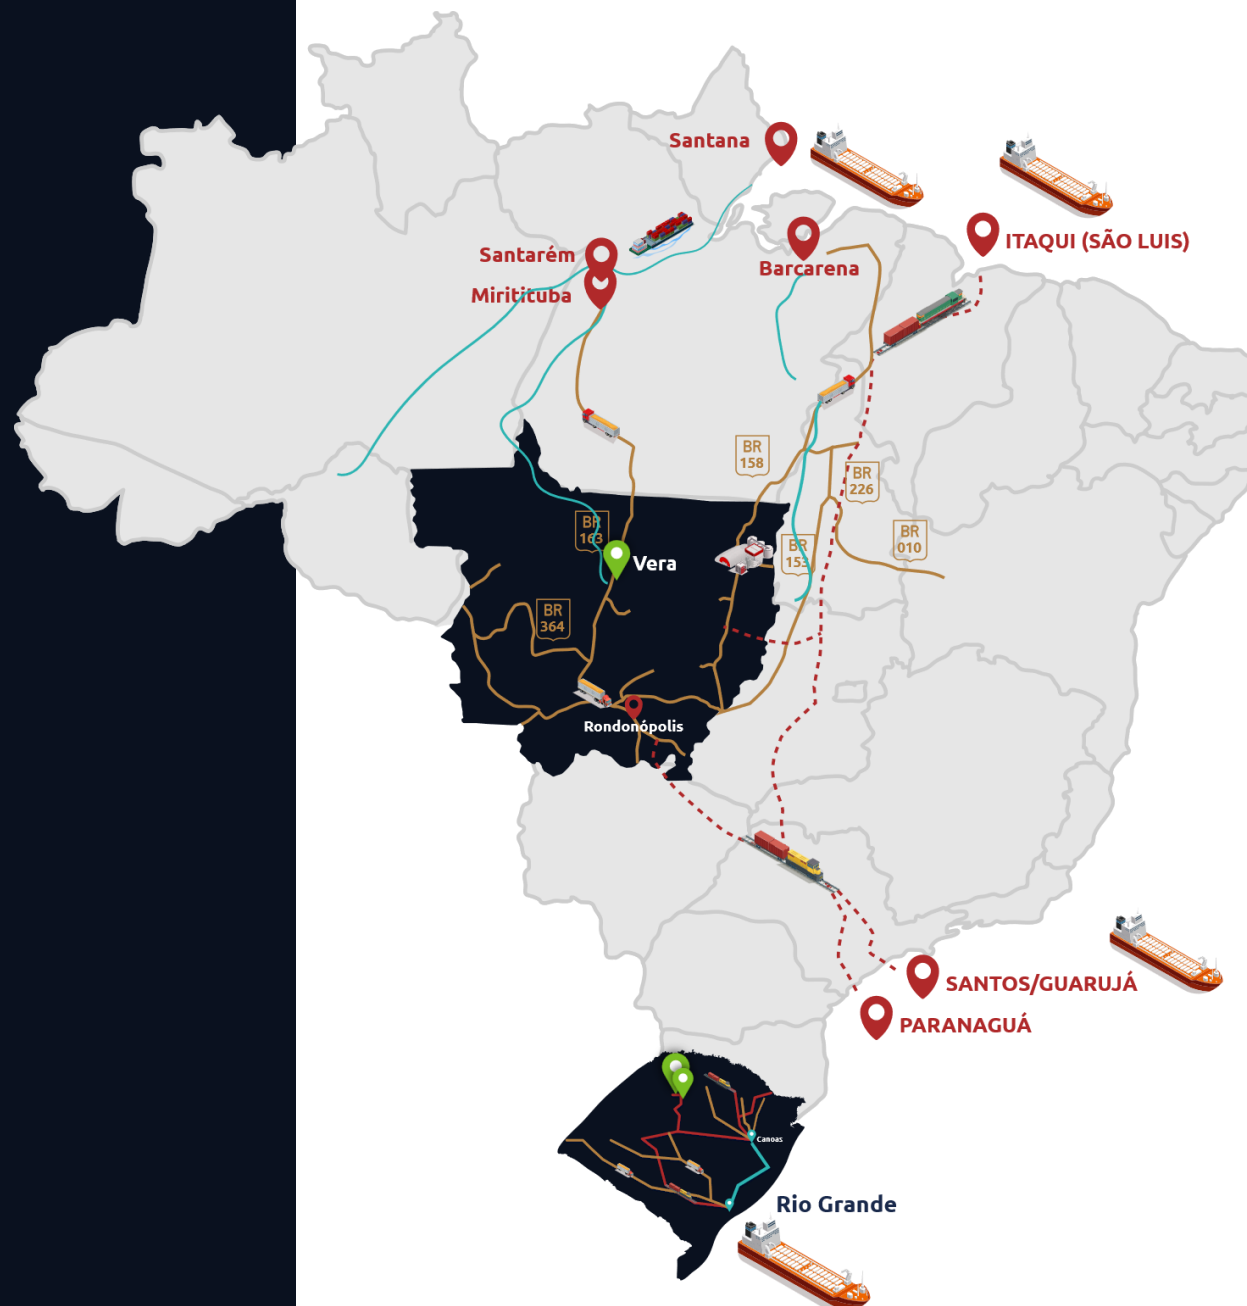 Santana
ITAQUI (SÃO LUIS)
Santarém
Barcarena
Miritituba
BR
158
BR
226
BR
163
BR
010
BR
153
Vera
BR
364
Rondonópolis
SANTOS/GUARUJÁ
PARANAGUÁ
Canoas
Rio Grande